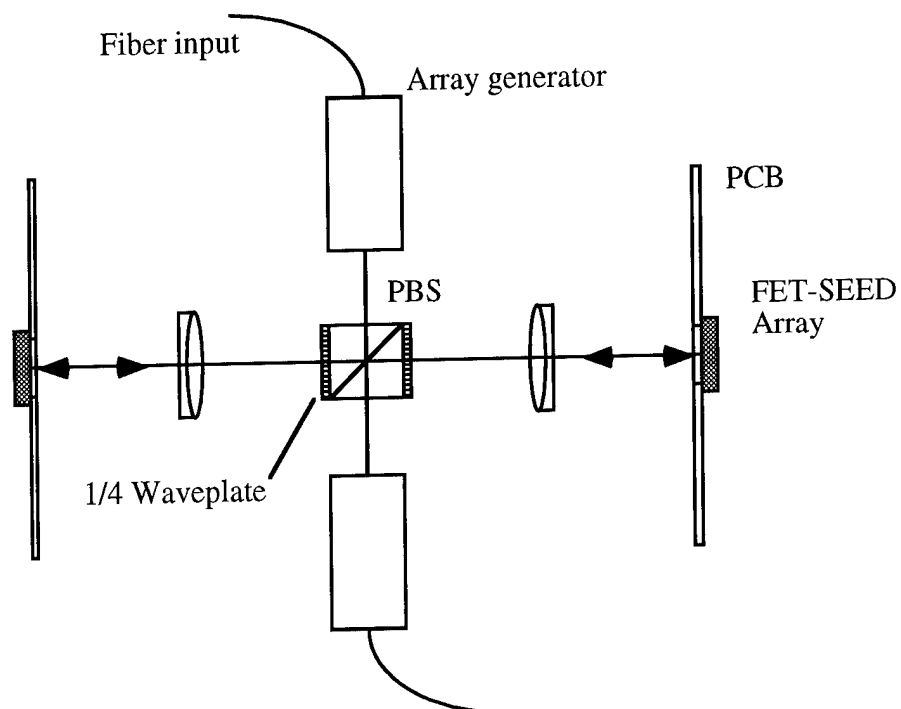 Fiber input
Array generator
PCB
PBS
FET-SEED
Array
1/4 Waveplate